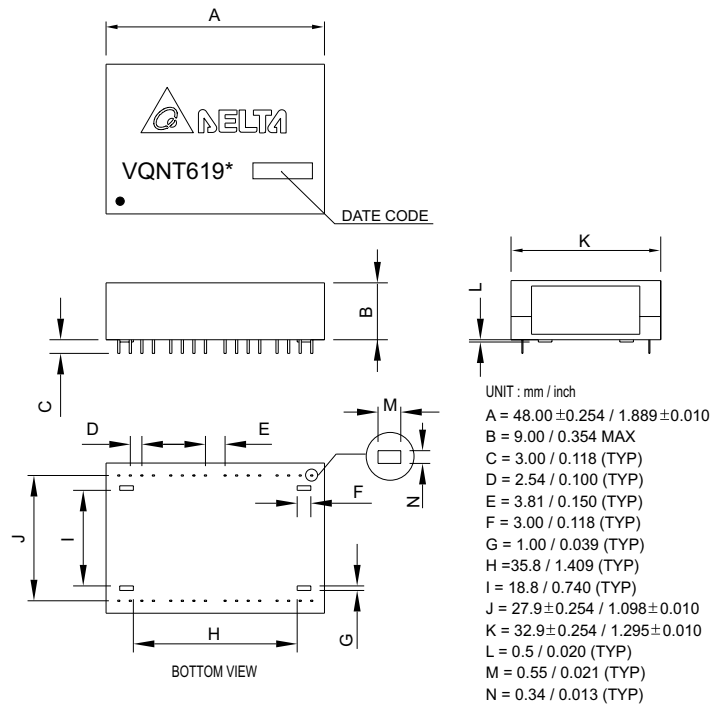 A
DELTA
VQNT619*
DATE CODE
K
L
B
C
UNIT : mm / inch
M
D
E
N
F
J
I
H
G
BOTTOM VIEW
A = 48.00±0.254 / 1.889±0.010
B = 9.00 / 0.354 MAX
C = 3.00 / 0.118 (TYP)
D = 2.54 / 0.100 (TYP)
E = 3.81 / 0.150 (TYP)
F = 3.00 / 0.118 (TYP)
G = 1.00 / 0.039 (TYP)
H =35.8 / 1.409 (TYP)
I = 18.8 / 0.740 (TYP)
J = 27.9±0.254 / 1.098±0.010
K = 32.9±0.254 / 1.295±0.010
L = 0.5 / 0.020 (TYP)
M = 0.55 / 0.021 (TYP)
N = 0.34 / 0.013 (TYP)